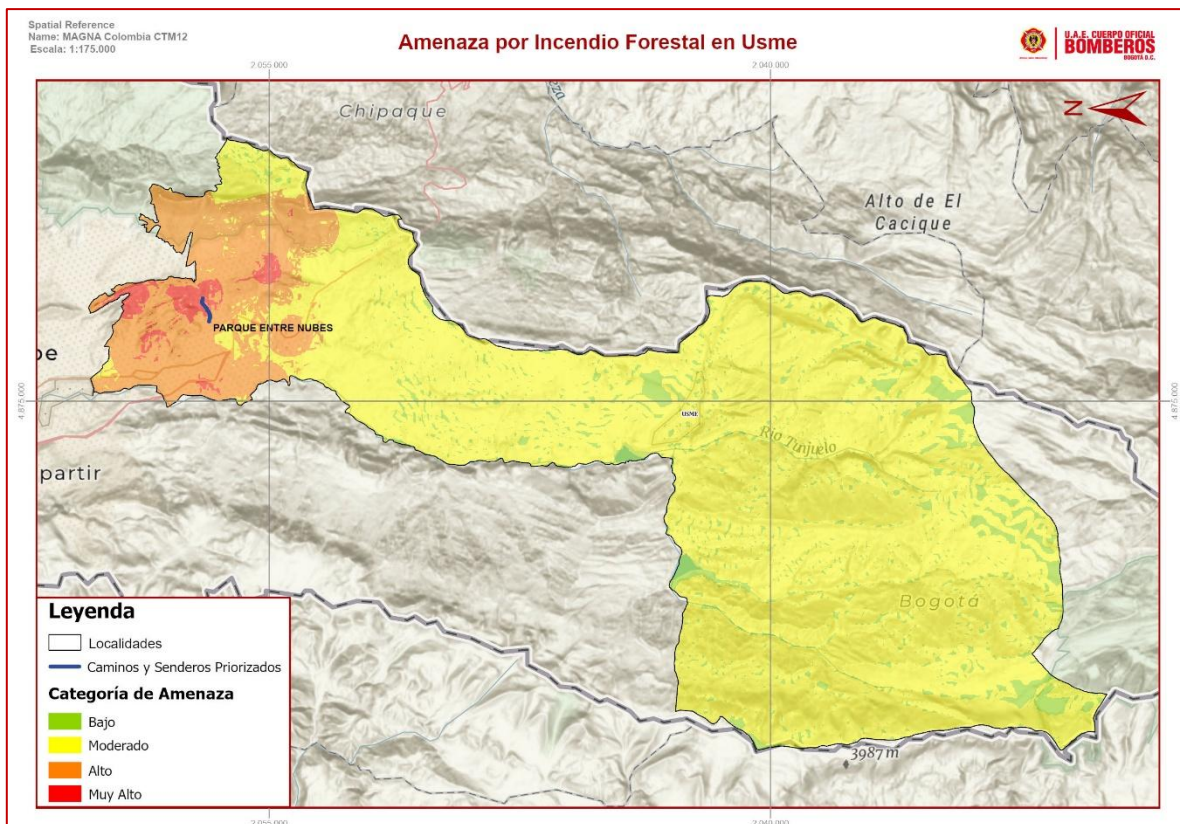 Spatial Reference
Name: MAGNA Colombia CTM12
Escala: 1:175.000
Amenaza por Incendio Forestal en Usme
U.A.E. CUERPO OFICIAL
BOMBEROS
BOGOTÁ D.C.
2.055.000
2.040.000
Chipaque
N
Alto de El
Cacique
PARQUE ENTRE NUBES
4.875.000
4.875.000
USME
Río Tunjuelo
partir
Bogotá
3987 m
Leyenda
Localidades
Caminos y Senderos Priorizados
Categoría de Amenaza
Bajo
Moderado
Alto
Muy Alto
2.055.000
2.040.000